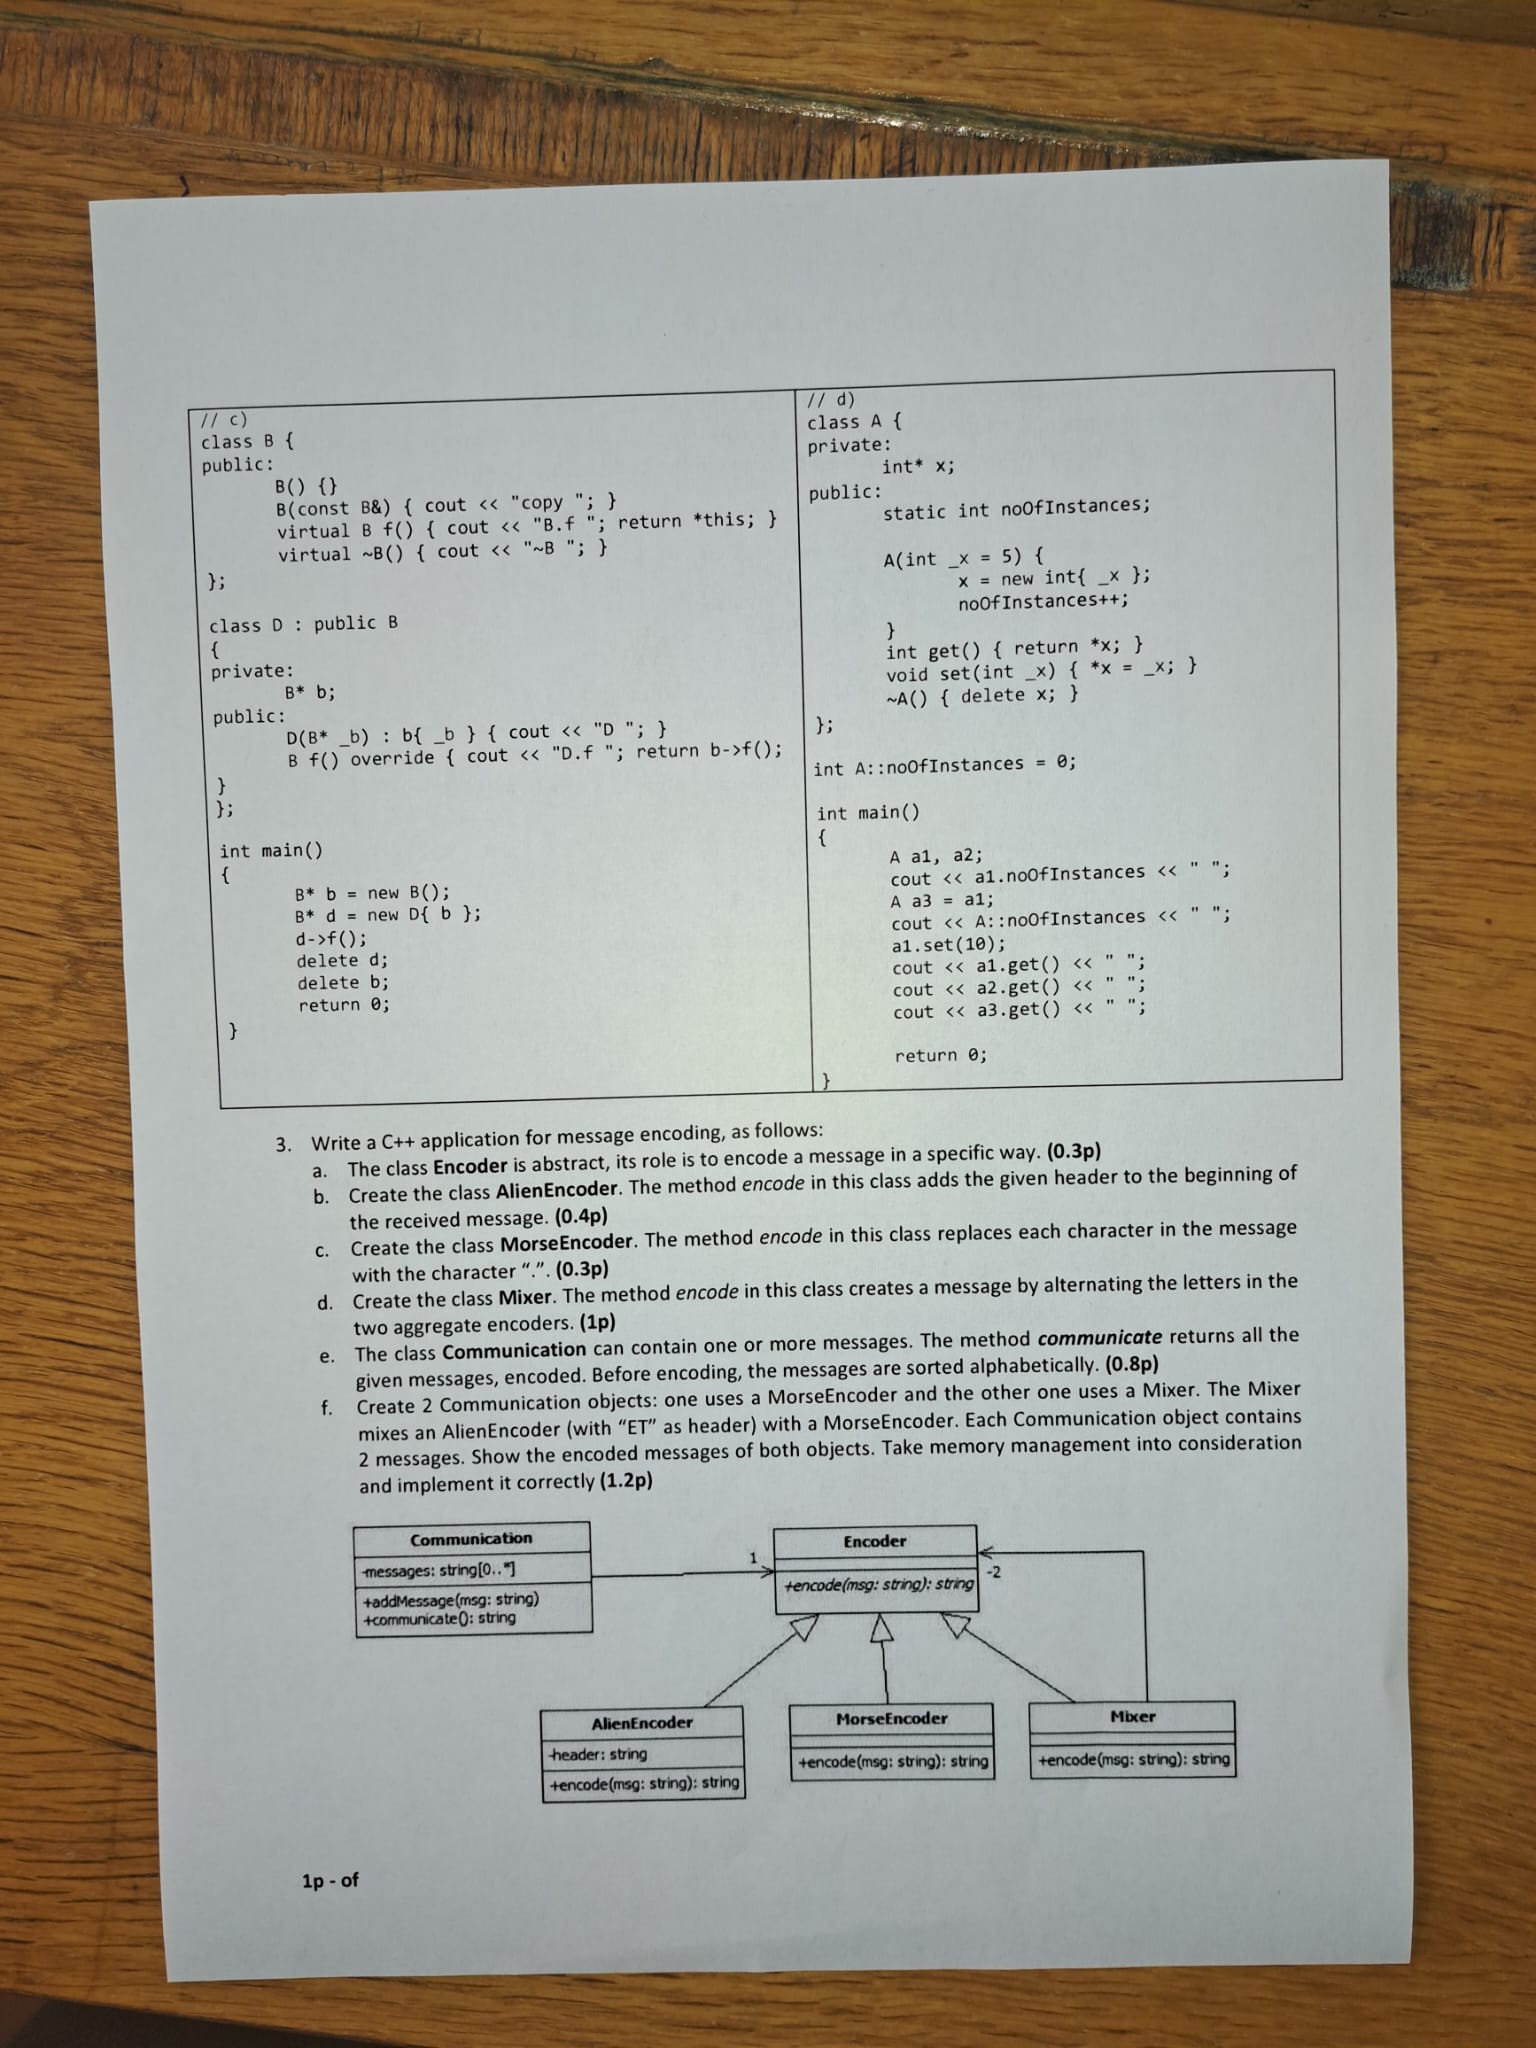 // c)
class B {
public:
B() {}
B(const B&) { cout << "copy "; }
virtual B f() { cout << "B.f "; return *this; }
virtual ~B() { cout << "~B "; }
};
class D : public B
{
private:
B* b;
public:
D(B* _b) : b{ _b } { cout << "D "; }
B f() override { cout << "D.f "; return b->f();
}
};
int main()
{
B* b = new B();
B* d = new D{ b };
d->f();
delete d;
delete b;
return 0;
}
// d)
class A {
private:
int* x;
public:
static int noOfInstances;
A(int _x = 5) {
x = new int{ _x };
noOfInstances++;
}
int get() { return *x; }
void set(int _x) { *x = _x; }
~A() { delete x; }
};
int A::noOfInstances = 0;
int main()
{
A a1, a2;
cout << a1.noOfInstances << " ";
A a3 = a1;
cout << A::noOfInstances << " ";
a1.set(10);
cout << a1.get() << " ";
cout << a2.get() << " ";
cout << a3.get() << " ";
return 0;
}
3. Write a C++ application for message encoding, as follows:
a. The class Encoder is abstract, its role is to encode a message in a specific way. (0.3p)
b. Create the class AlienEncoder. The method encode in this class adds the given header to the beginning of
the received message. (0.4p)
c. Create the class MorseEncoder. The method encode in this class replaces each character in the message
with the character “.”. (0.3p)
d. Create the class Mixer. The method encode in this class creates a message by alternating the letters in the
two aggregate encoders. (1p)
e. The class Communication can contain one or more messages. The method communicate returns all the
given messages, encoded. Before encoding, the messages are sorted alphabetically. (0.8p)
f. Create 2 Communication objects: one uses a MorseEncoder and the other one uses a Mixer. The Mixer
mixes an AlienEncoder (with “ET” as header) with a MorseEncoder. Each Communication object contains
2 messages. Show the encoded messages of both objects. Take memory management into consideration
and implement it correctly (1.2p)
Communication
-messages: string[0..*]
+addMessage(msg: string)
+communicate(): string
1
Encoder
+encode(msg: string): string
-2
AlienEncoder
-header: string
+encode(msg: string): string
MorseEncoder
+encode(msg: string): string
Mixer
+encode(msg: string): string
1p - of